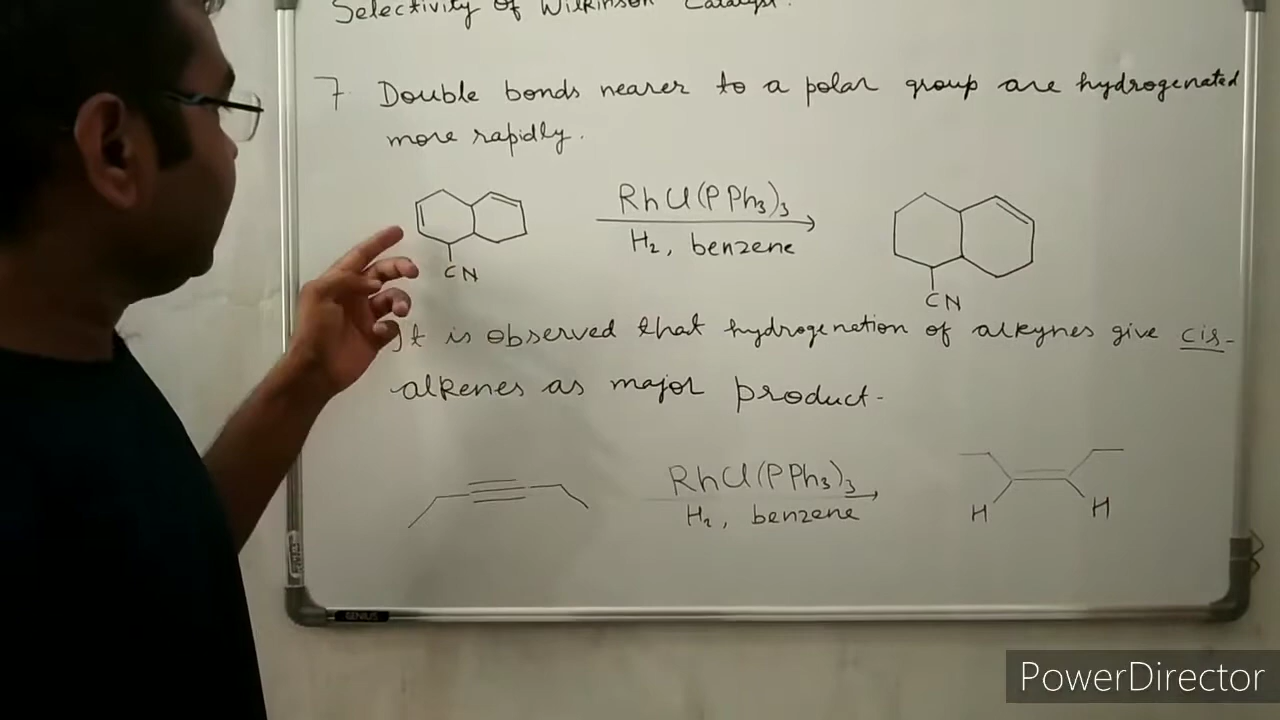 Selectivity of Wilkinson Catalyst.
7 Double bonds nearer to a polar group are hydrogenated
more rapidly.
RhCl(PPh₃)₃
H₂, benzene
CN
CN
It is observed that hydrogenation of alkynes give cis-
alkenes as major product-
RhCl(PPh₃)₃
H₂, benzene
H
H
GENIUS
PowerDirector